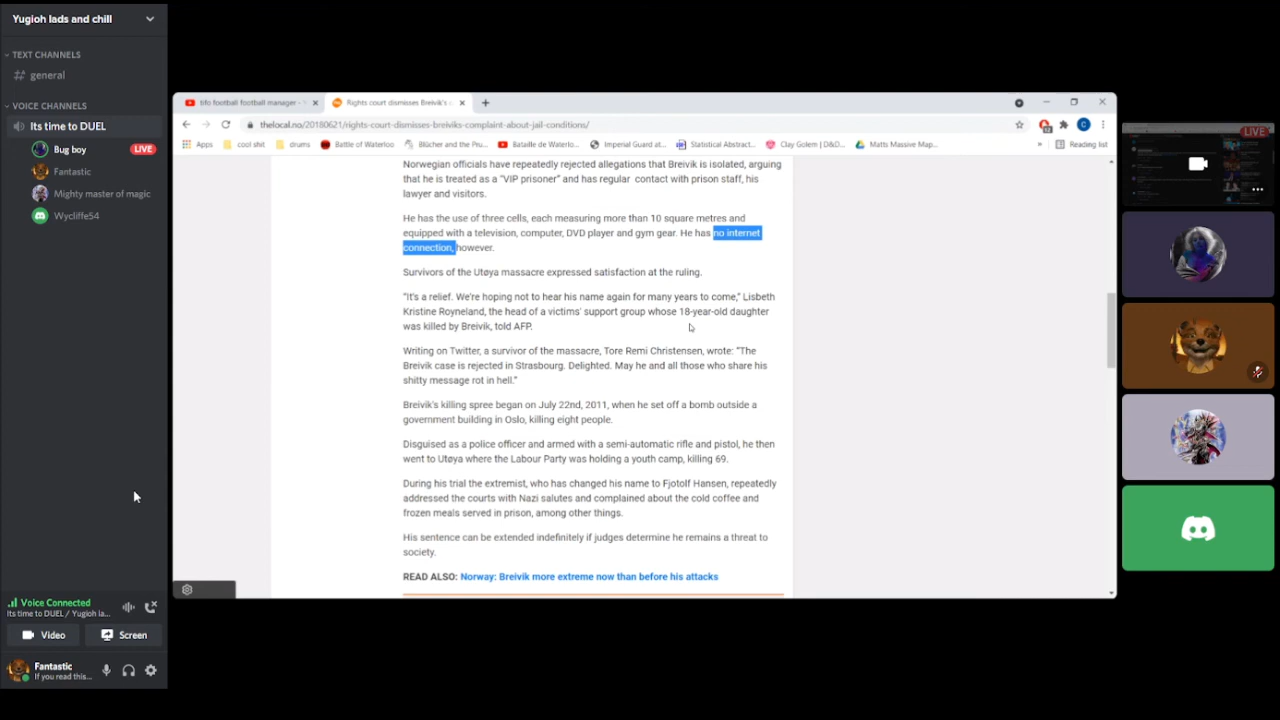 Yugioh lads and chill
TEXT CHANNELS
general
VOICE CHANNELS
Its time to DUEL
Bug boy
LIVE
Fantastic
Mighty master of magic
Wycliffe54
Voice Connected
Its time to DUEL / Yugioh la...
Video
Screen
Fantastic
If you read this...
tifo football football manager -
Rights court dismisses Breivik's
thelocal.no/20180621/rights-court-dismisses-breiviks-complaint-about-jail-conditions/
Apps
cool shit
drums
Battle of Waterloo
Blücher and the Preu...
Bataille de Waterlo...
Imperial Guard at...
Statistical Abstract...
Clay Golem | D&D...
Matts Massive Map...
Reading list
Norwegian officials have repeatedly rejected allegations that Breivik is isolated, arguing
that he is treated as a “VIP prisoner” and has regular contact with prison staff, his
lawyer and visitors.
He has the use of three cells, each measuring more than 10 square metres and
equipped with a television, computer, DVD player and gym gear. He has no internet
connection, however.
Survivors of the Utøya massacre expressed satisfaction at the ruling.
“It’s a relief. We’re hoping not to hear his name again for many years to come,” Lisbeth
Kristine Royneland, the head of a victims’ support group whose 18-year-old daughter
was killed by Breivik, told AFP.
Writing on Twitter, a survivor of the massacre, Tore Remi Christensen, wrote: “The
Breivik case is rejected in Strasbourg. Delighted. May he and all those who share his
shitty message rot in hell.”
Breivik’s killing spree began on July 22nd, 2011, when he set off a bomb outside a
government building in Oslo, killing eight people.
Disguised as a police officer and armed with a semi-automatic rifle and pistol, he then
went to Utøya where the Labour Party was holding a youth camp, killing 69.
During his trial the extremist, who has changed his name to Fjotolf Hansen, repeatedly
addressed the courts with Nazi salutes and complained about the cold coffee and
frozen meals served in prison, among other things.
His sentence can be extended indefinitely if judges determine he remains a threat to
society.
READ ALSO: Norway: Breivik more extreme now than before his attacks
LIVE